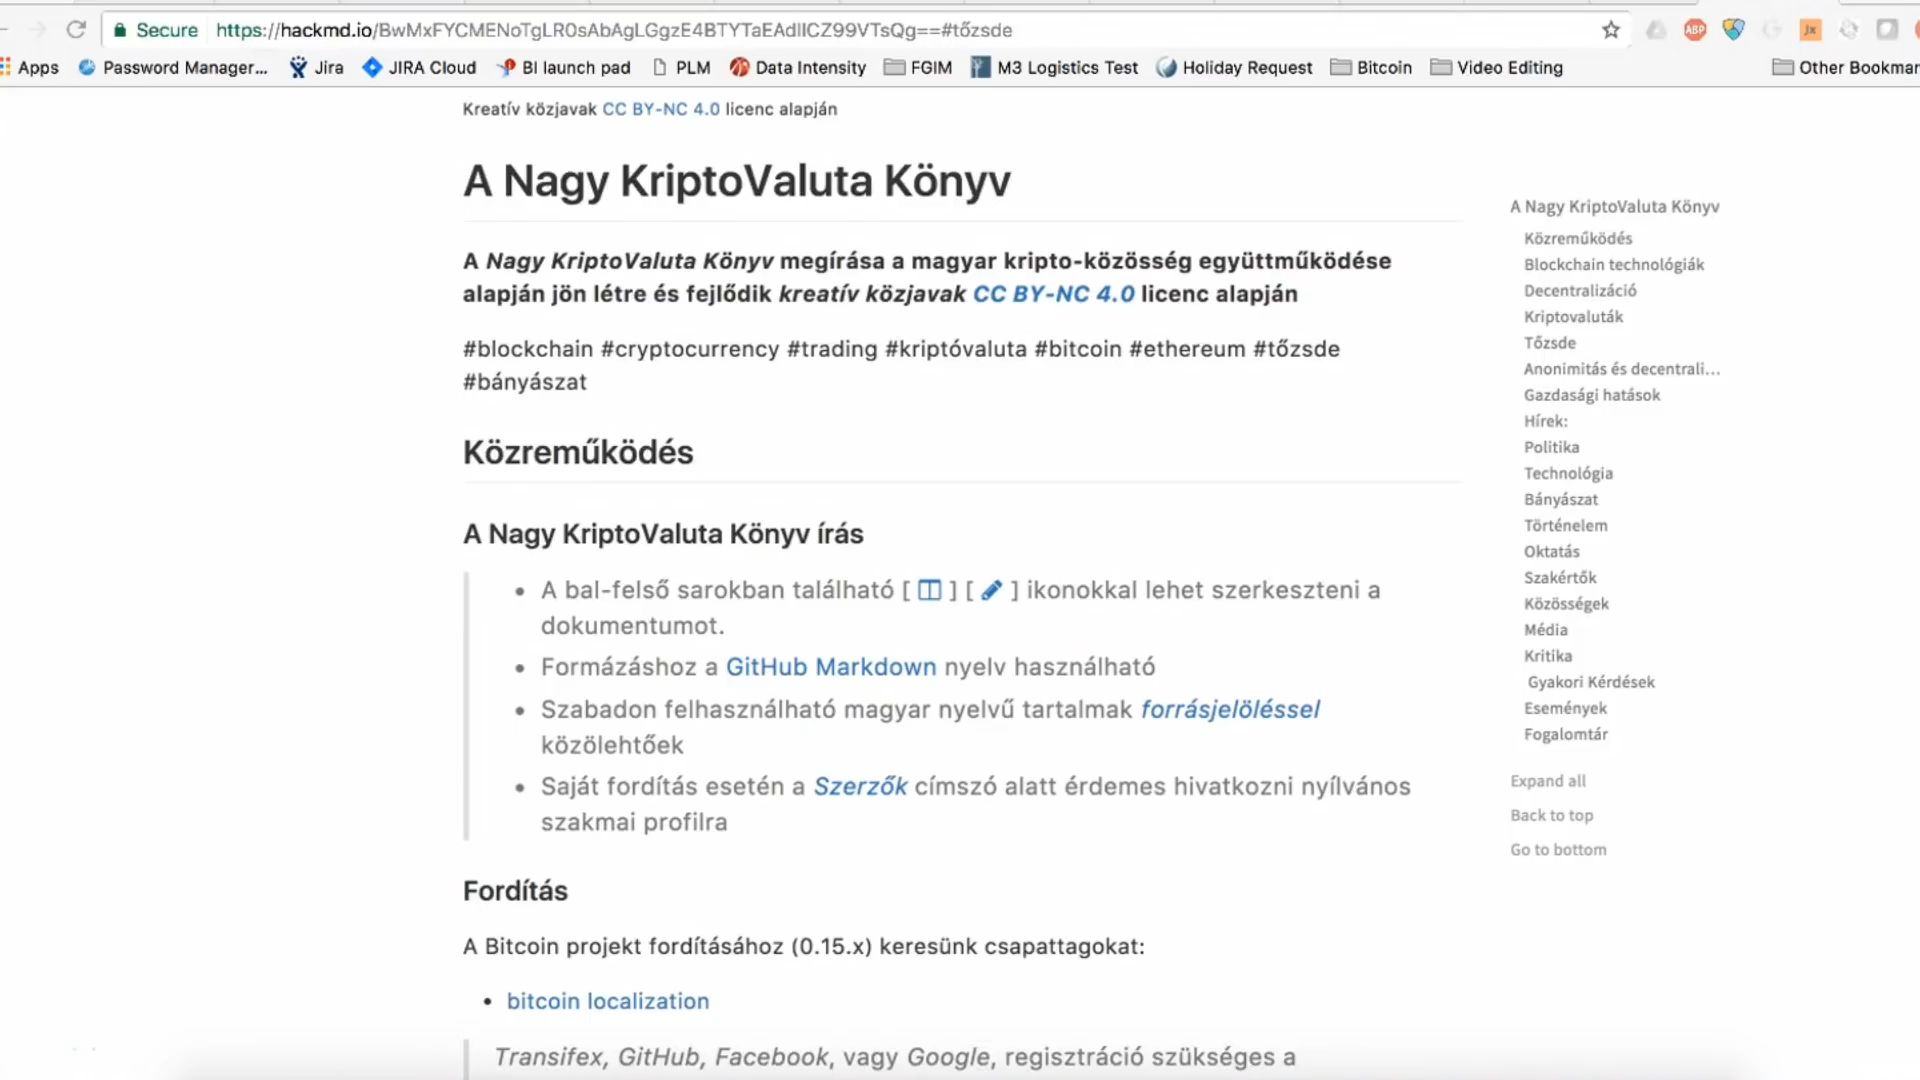 Secure https://hackmd.io/BwMxFYCMENoTgLR0sAbAgLGgzE4BTYTaEAdIICZ99VTsQg==#tőzsde
Apps Password Manager... Jira JIRA Cloud BI launch pad PLM Data Intensity FGIM M3 Logistics Test Holiday Request Bitcoin Video Editing Other Bookmar
Kreatív közjavak CC BY-NC 4.0 licenc alapján
A Nagy KriptoValuta Könyv
A Nagy KriptoValuta Könyv megírása a magyar kripto-közösség együttműködése
alapján jön létre és fejlődik kreatív közjavak CC BY-NC 4.0 licenc alapján
#blockchain #cryptocurrency #trading #kriptóvaluta #bitcoin #ethereum #tőzsde
#bányászat
Közreműködés
A Nagy KriptoValuta Könyv írás
• A bal-felső sarokban található [ ] [ ] ikonokkal lehet szerkeszteni a
dokumentumot.
• Formázáshoz a GitHub Markdown nyelv használható
• Szabadon felhasználható magyar nyelvű tartalmak forrásjelöléssel
közölehtőek
• Saját fordítás esetén a Szerzők címszó alatt érdemes hivatkozni nyílvános
szakmai profilra
Fordítás
A Bitcoin projekt fordításához (0.15.x) keresünk csapattagokat:
• bitcoin localization
Transifex, GitHub, Facebook, vagy Google, regisztráció szükséges a
A Nagy KriptoValuta Könyv
Közreműködés
Blockchain technológiák
Decentralizáció
Kriptovaluták
Tőzsde
Anonimitás és decentrali...
Gazdasági hatások
Hírek:
Politika
Technológia
Bányászat
Történelem
Oktatás
Szakértők
Közösségek
Média
Kritika
Gyakori Kérdések
Események
Fogalomtár
Expand all
Back to top
Go to bottom
ABP
Jx